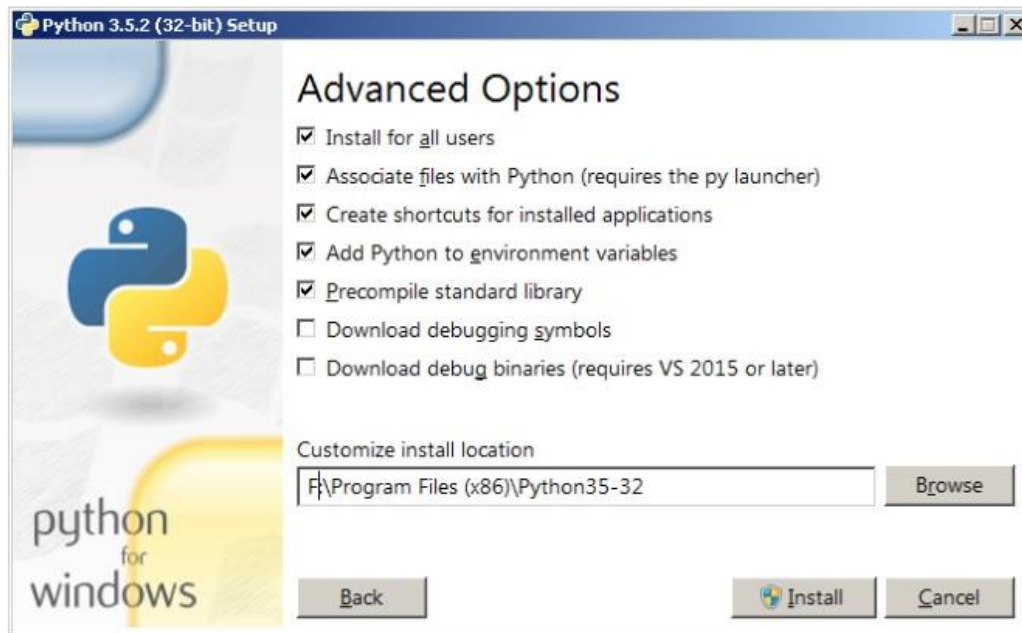 Python 3.5.2 (32-bit) Setup
Advanced Options
Install for all users
Associate files with Python (requires the py launcher)
Create shortcuts for installed applications
Add Python to environment variables
Precompile standard library
Download debugging symbols
Download debug binaries (requires VS 2015 or later)
Customize install location
F:\Program Files (x86)\Python35-32
Browse
python
for
windows
Back
Install
Cancel